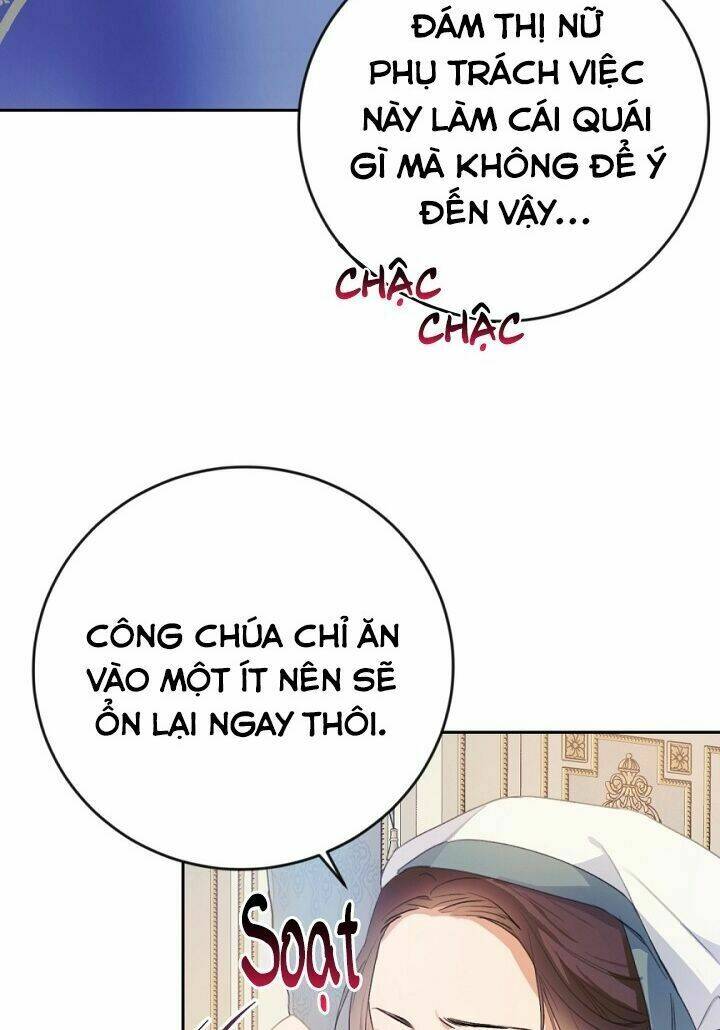 ĐÁM THỊ NỮ
PHỤ TRÁCH VIỆC
NÀY LÀM CÁI QUÁI
GÌ MÀ KHÔNG ĐỂ Ý
ĐẾN VẬY...
CHẬC
CHẬC
CÔNG CHÚA CHỈ ĂN
VÀO MỘT ÍT NÊN SẼ
ỔN LẠI NGAY THÔI.
Soạt